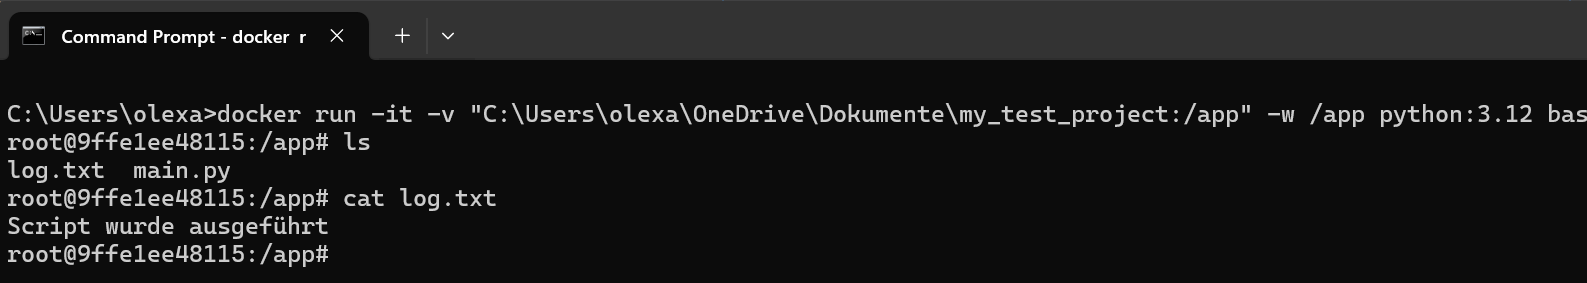 Command Prompt - docker  r
C:\Users\olexa>docker run -it -v "C:\Users\olexa\OneDrive\Dokumente\my_test_project:/app" -w /app python:3.12 bas
root@9ffe1ee48115:/app# ls
log.txt  main.py
root@9ffe1ee48115:/app# cat log.txt
Script wurde ausgeführt
root@9ffe1ee48115:/app#